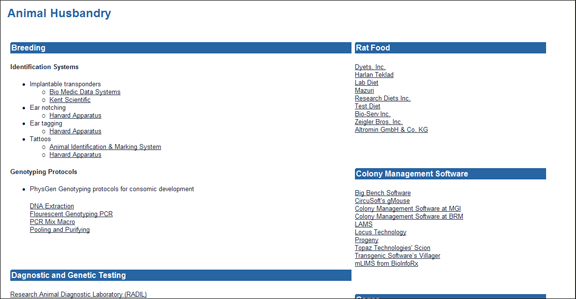 Animal Husbandry
Breeding
Identification Systems
Implantable transponders
Bio Medic Data Systems
Kent Scientific
Ear notching
Harvard Apparatus
Ear tagging
Harvard Apparatus
Tattoos
Animal Identification & Marking System
Harvard Apparatus
Genotyping Protocols
PhysGen Genotyping protocols for consomic development
DNA Extraction
Flourescent Genotyping PCR
PCR Mix Macro
Pooling and Purifying
Dagnostic and Genetic Testing
Research Animal Diagnostic Laboratory (RADIL)
Rat Food
Dyets, Inc.
Harlan Teklad
Lab Diet
Mazuri
Research Diets Inc.
Test Diet
Bio-Serv Inc.
Zeigler Bros. Inc.
Altromin GmbH & Co. KG
Colony Management Software
Big Bench Software
CircuSoft's gMouse
Colony Management Software at MGI
Colony Management Software at BRM
LAMS
Locus Technology
Progeny
Topaz Technologies' Scion
Transgenic Software's Villager
mLIMS from BioInfoRx